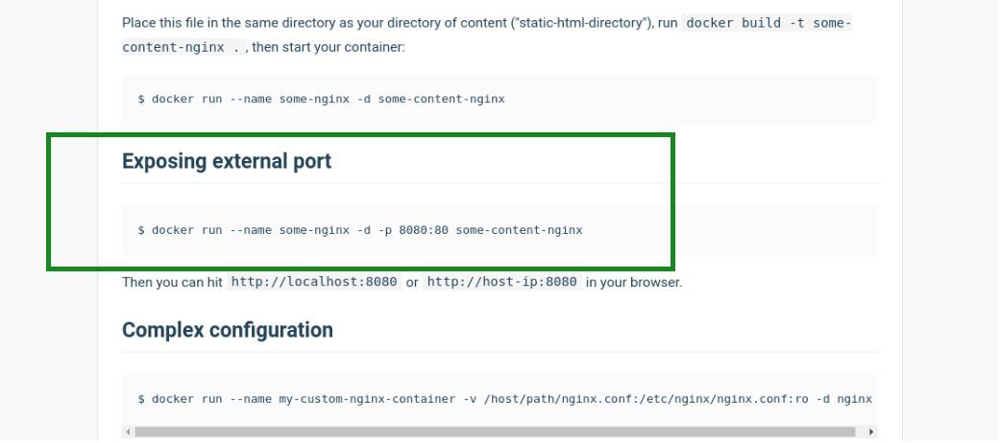 Place this file in the same directory as your directory of content ("static-html-directory"), run docker build -t some-
content-nginx . , then start your container:
$ docker run --name some-nginx -d some-content-nginx
Exposing external port
$ docker run --name some-nginx -d -p 8080:80 some-content-nginx
Then you can hit http://localhost:8080 or http://host-ip:8080 in your browser.
Complex configuration
$ docker run --name my-custom-nginx-container -v /host/path/nginx.conf:/etc/nginx/nginx.conf:ro -d nginx